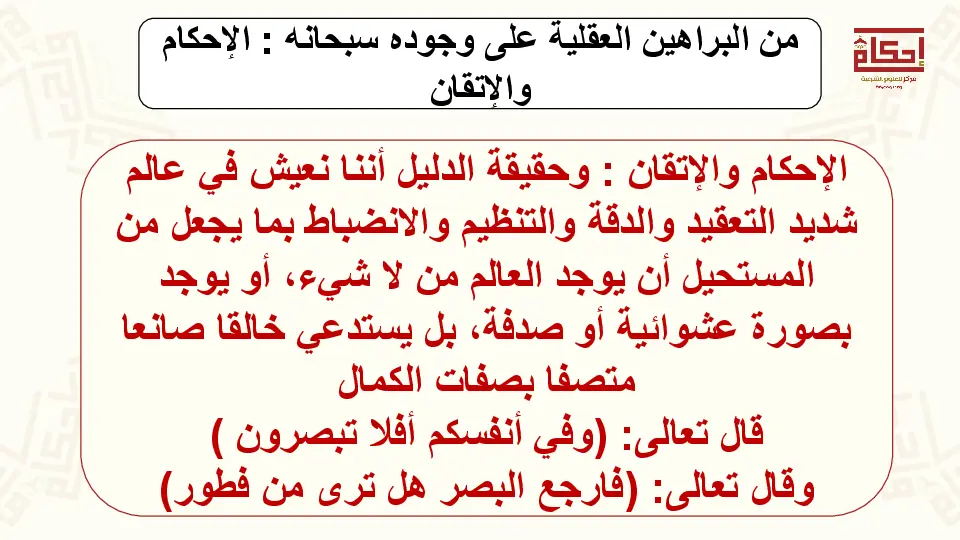 من البراهين العقلية على وجوده سبحانه : الإحكام
والإتقان
إحكام
مركز للعلوم الشرعية
الإحكام والإتقان : وحقيقة الدليل أننا نعيش في عالم
شديد التعقيد والدقة والتنظيم والانضباط بما يجعل من
المستحيل أن يوجد العالم من لا شيء، أو يوجد
بصورة عشوائية أو صدفة، بل يستدعي خالقا صانعا
متصفا بصفات الكمال
قال تعالى: (وفي أنفسكم أفلا تبصرون )
وقال تعالى: (فارجع البصر هل ترى من فطور)